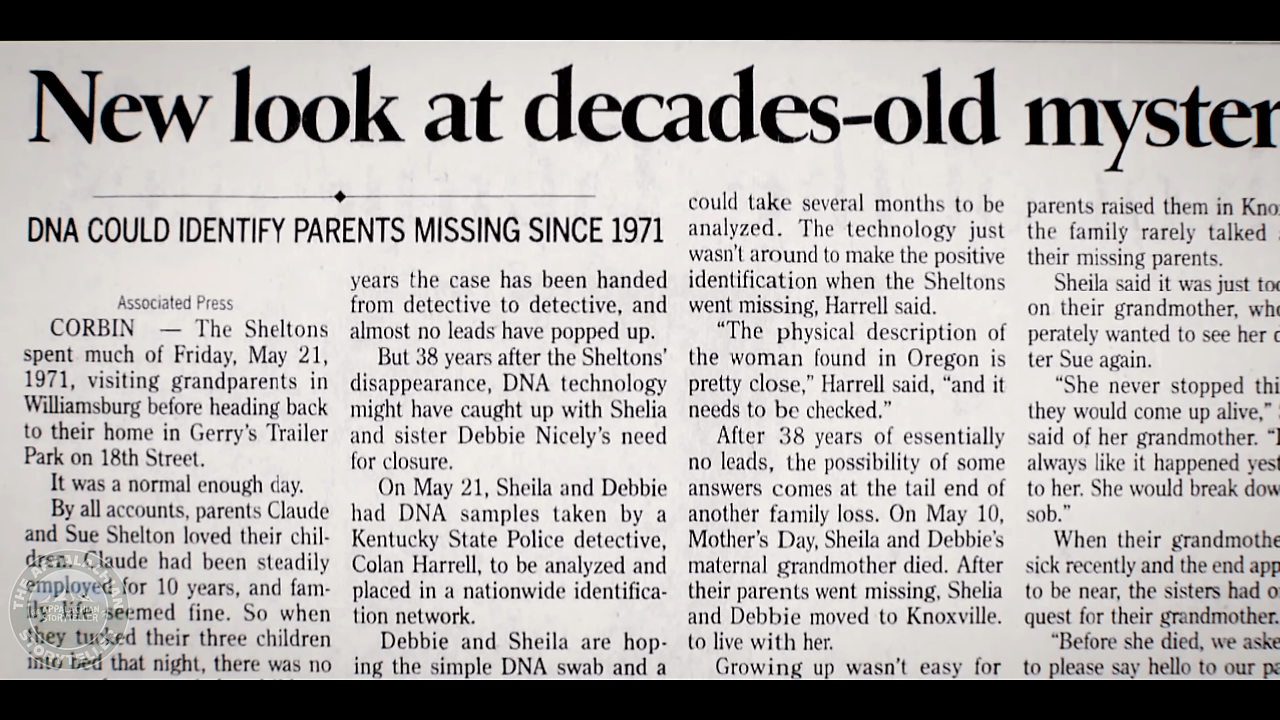 New look at decades-old myster
DNA COULD IDENTIFY PARENTS MISSING SINCE 1971
Associated Press
CORBIN — The Sheltons
spent much of Friday, May 21,
1971, visiting grandparents in
Williamsburg before heading back
to their home in Gerry's Trailer
Park on 18th Street.
It was a normal enough day.
By all accounts, parents Claude
and Sue Shelton loved their chil-
dren. Claude had been steadily
employed for 10 years, and fam-
ly life seemed fine. So when
they tucked their three children
into bed that night, there was no
years the case has been handed
from detective to detective, and
almost no leads have popped up.
But 38 years after the Sheltons'
disappearance, DNA technology
might have caught up with Shelia
and sister Debbie Nicely's need
for closure.
On May 21, Sheila and Debbie
had DNA samples taken by a
Kentucky State Police detective,
Colan Harrell, to be analyzed and
placed in a nationwide identifica-
tion network.
Debbie and Sheila are hop-
ing the simple DNA swab and a
could take several months to be
analyzed. The technology just
wasn't around to make the positive
identification when the Sheltons
went missing, Harrell said.
"The physical description of
the woman found in Oregon is
pretty close," Harrell said, "and it
needs to be checked."
After 38 years of essentially
no leads, the possibility of some
answers comes at the tail end of
another family loss. On May 10,
Mother's Day, Sheila and Debbie's
maternal grandmother died. After
their parents went missing, Shelia
and Debbie moved to Knoxville.
to live with her.
Growing up wasn't easy for
parents raised them in Kno
the family rarely talked
their missing parents.
Sheila said it was just too
on their grandmother, who
perately wanted to see her d
ter Sue again.
"She never stopped thi
they would come up alive,"
said of her grandmother. "I
always like it happened yest
to her. She would break dow
sob."
When their grandmothe
sick recently and the end app
to be near, the sisters had o
quest for their grandmother.
"Before she died, we aske
to please say hello to our pa
APPALACHIAN
STORYTELLER